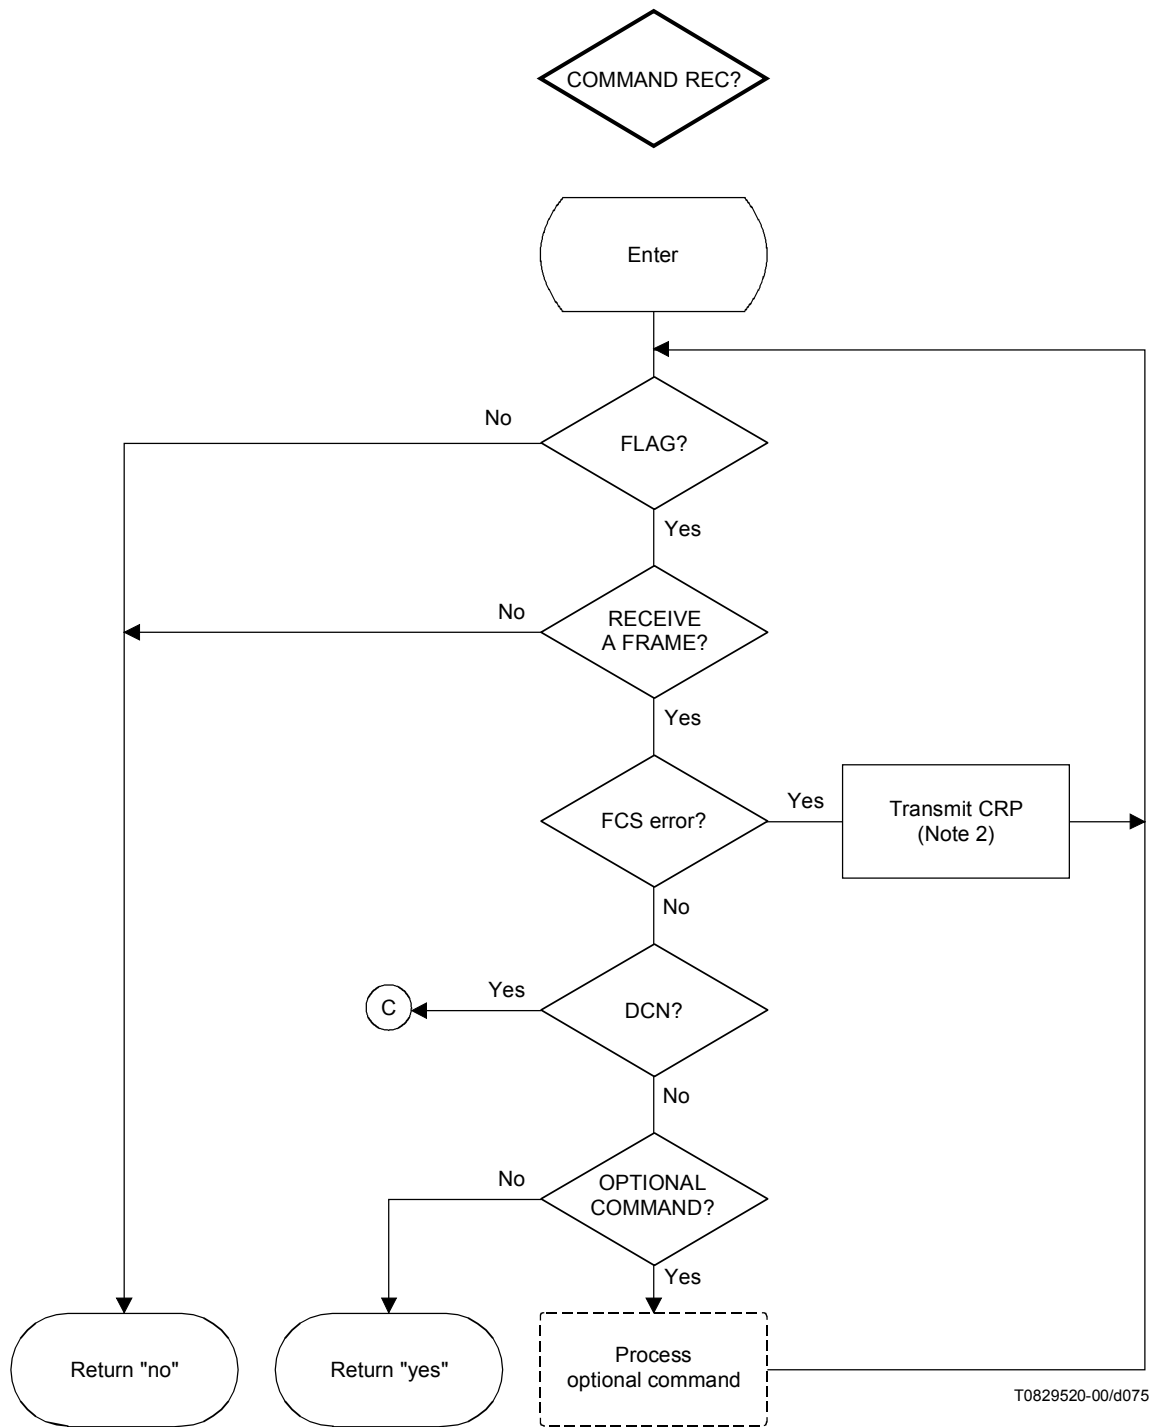 COMMAND REC?
Enter
No
FLAG?
Yes
No
RECEIVE
A FRAME?
Yes
FCS error?
Yes
Transmit CRP
(Note 2)
No
C
Yes
DCN?
No
No
OPTIONAL
COMMAND?
Yes
Return "no"
Return "yes"
Process
optional command
T0829520-00/d075